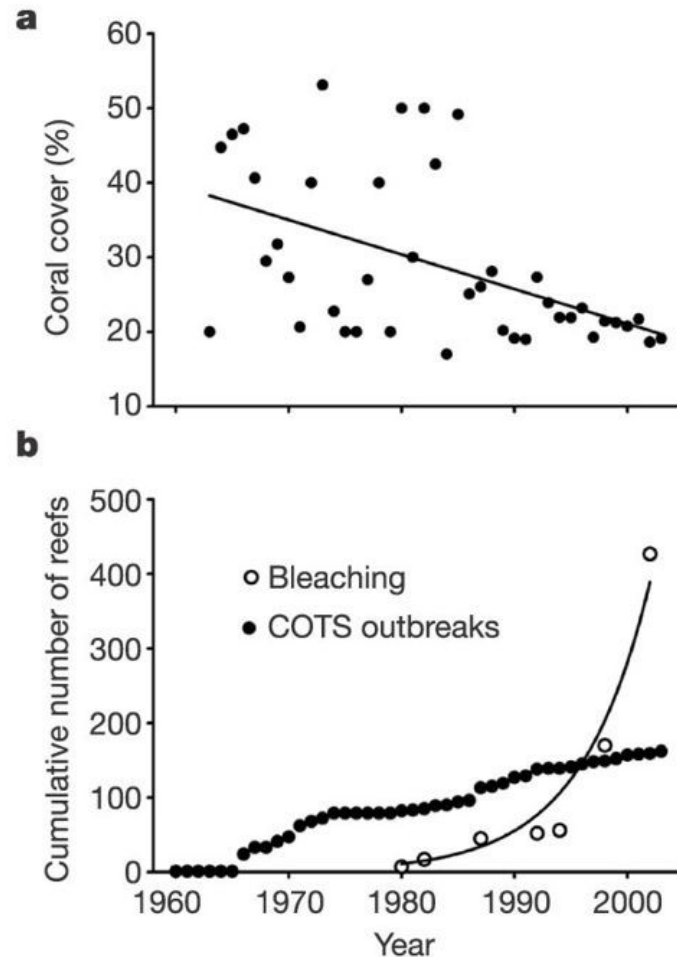 a
60
50
40
30
20
10
Coral cover (%)
b
500
400
300
200
100
0
Cumulative number of reefs
Bleaching
COTS outbreaks
1960 1970 1980 1990 2000
Year